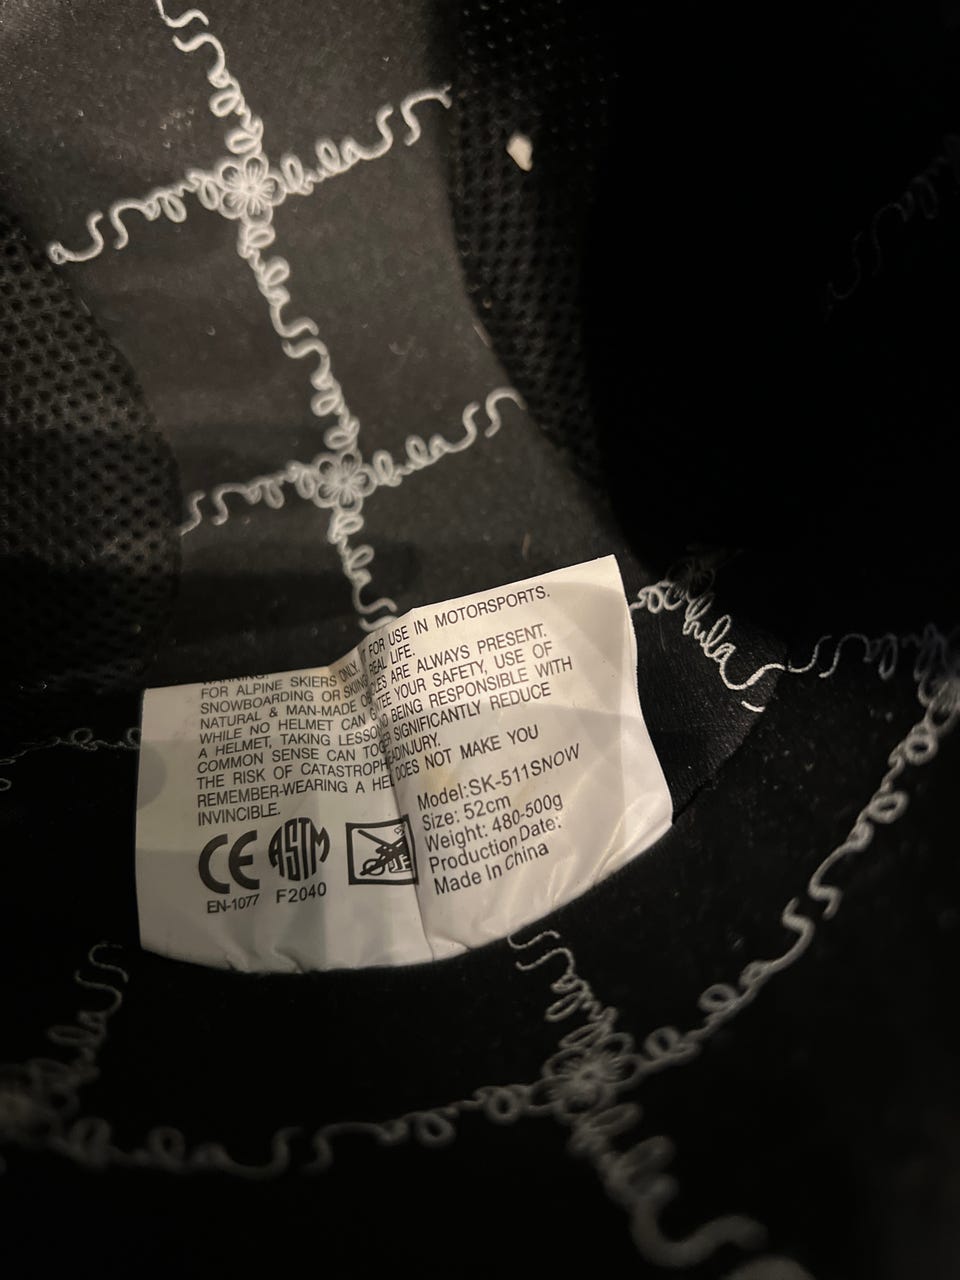 WARNING:
FOR ALPINE SKIERS ONLY. FOR USE IN MOTORSPORTS.
SNOWBOARDING OR SKIING REAL LIFE.
NATURAL & MAN-MADE ARE ALWAYS PRESENT.
WHILE NO HELMET CAN YOUR SAFETY, USE OF
A HELMET, TAKING BEING RESPONSIBLE WITH
COMMON SENSE CAN SIGNIFICANTLY REDUCE
THE RISK OF
REMEMBER-WEARING A DOES NOT MAKE YOU
INVINCIBLE.
CE ASTM
EN-1077 F2040
Model:SK-511SNOW
Size: 52cm
Weight: 480-500g
Production Date:
Made In China